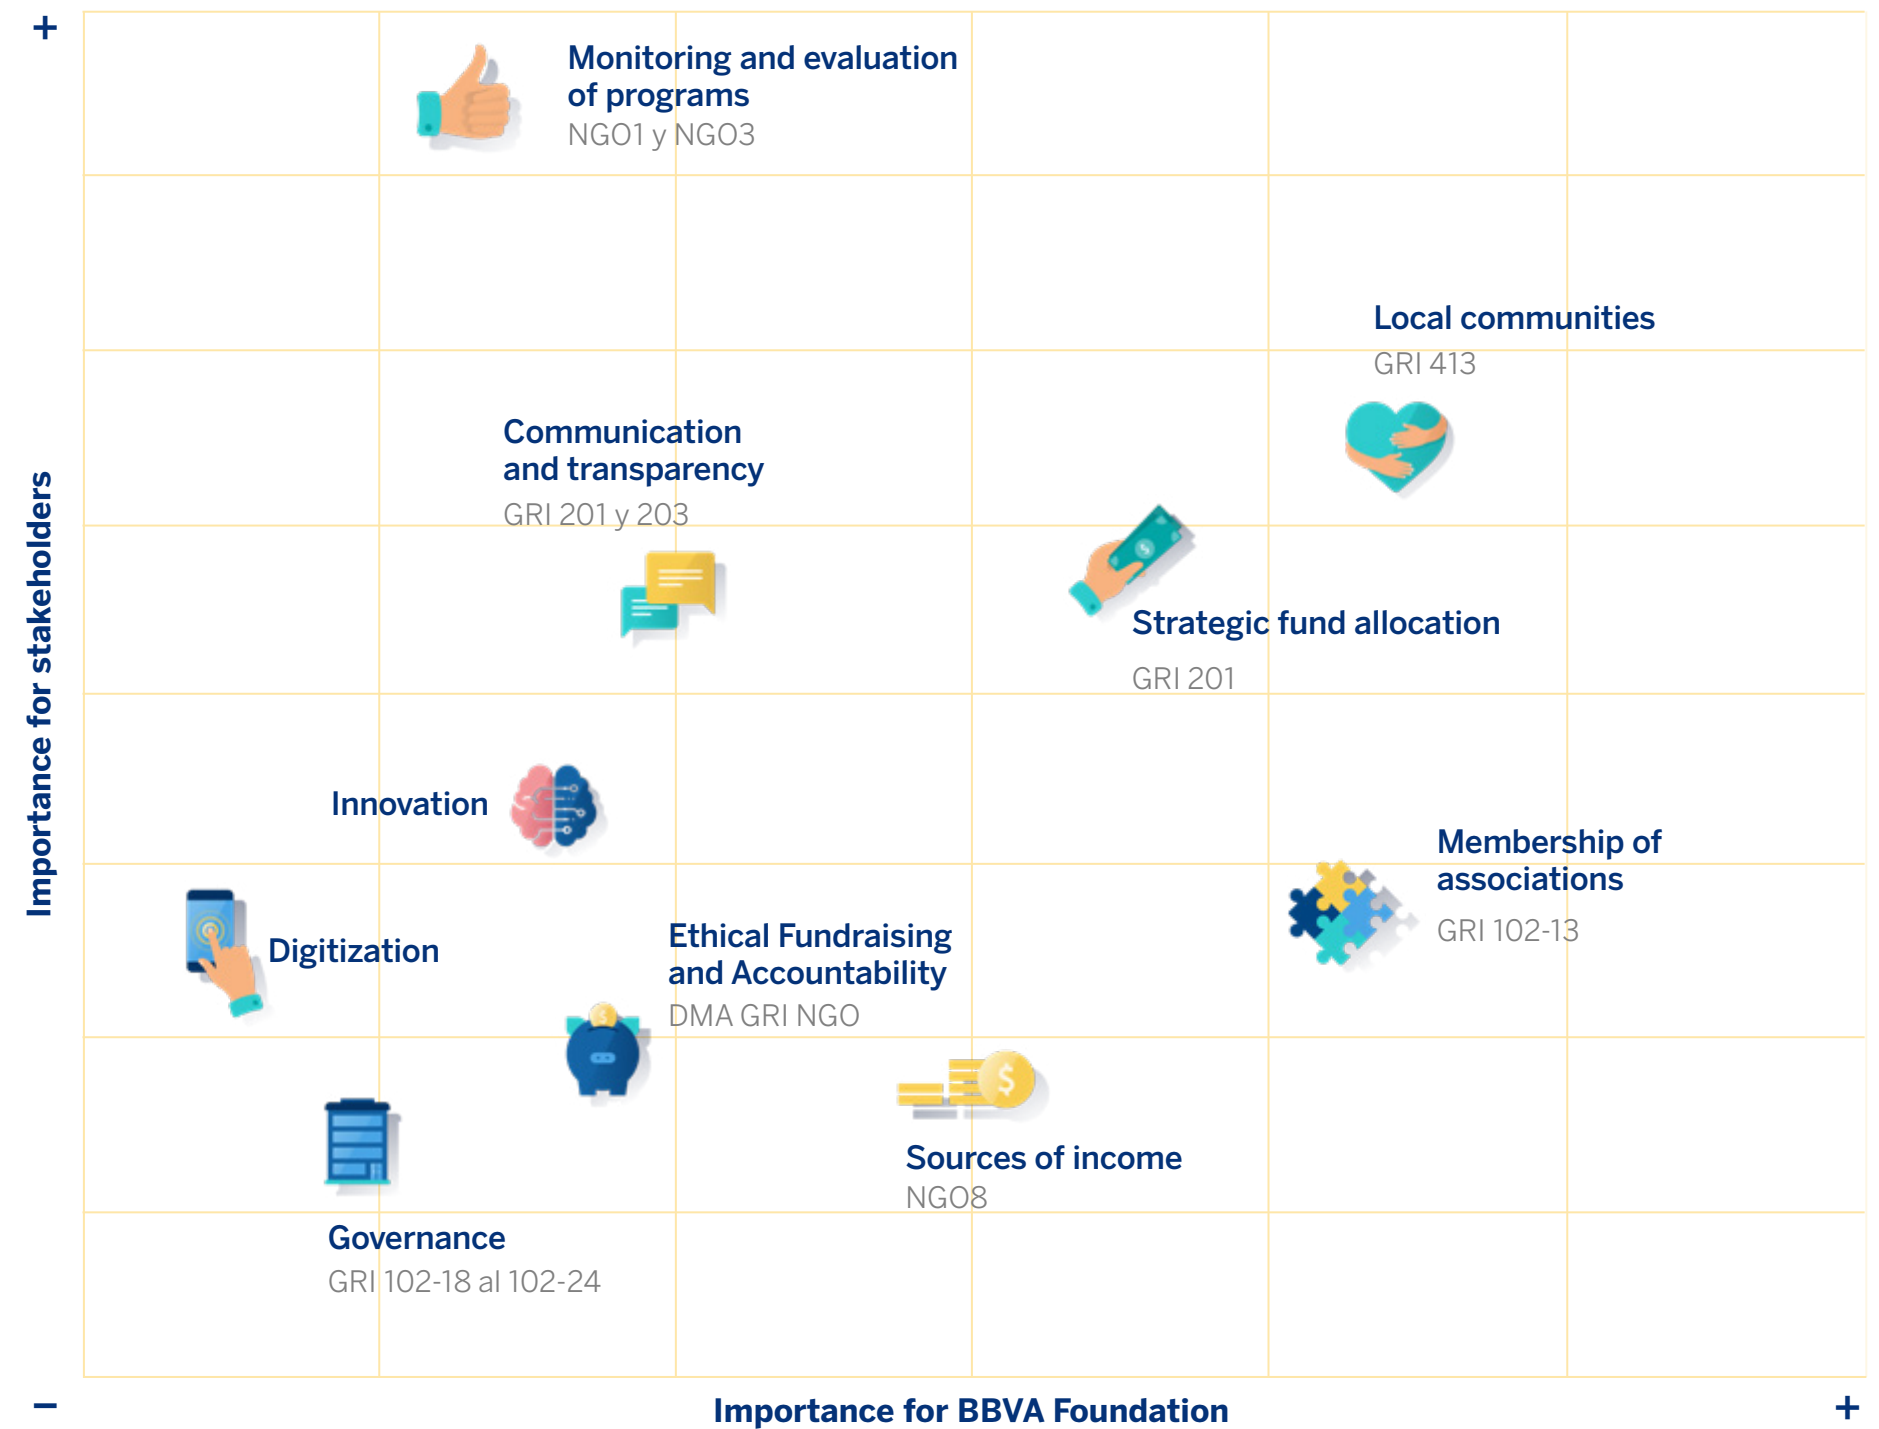 +
Monitoring and evaluation
of programs
NGO1 y NGO3
Local communities
GRI 413
Communication
and transparency
GRI 201 y 203
Strategic fund allocation
GRI 201
Importance for stakeholders
Innovation
Membership of
associations
GRI 102-13
Digitization
Ethical Fundraising
and Accountability
DMA GRI NGO
$
Sources of income
NGO8
Governance
GRI 102-18 al 102-24
–
Importance for BBVA Foundation
+